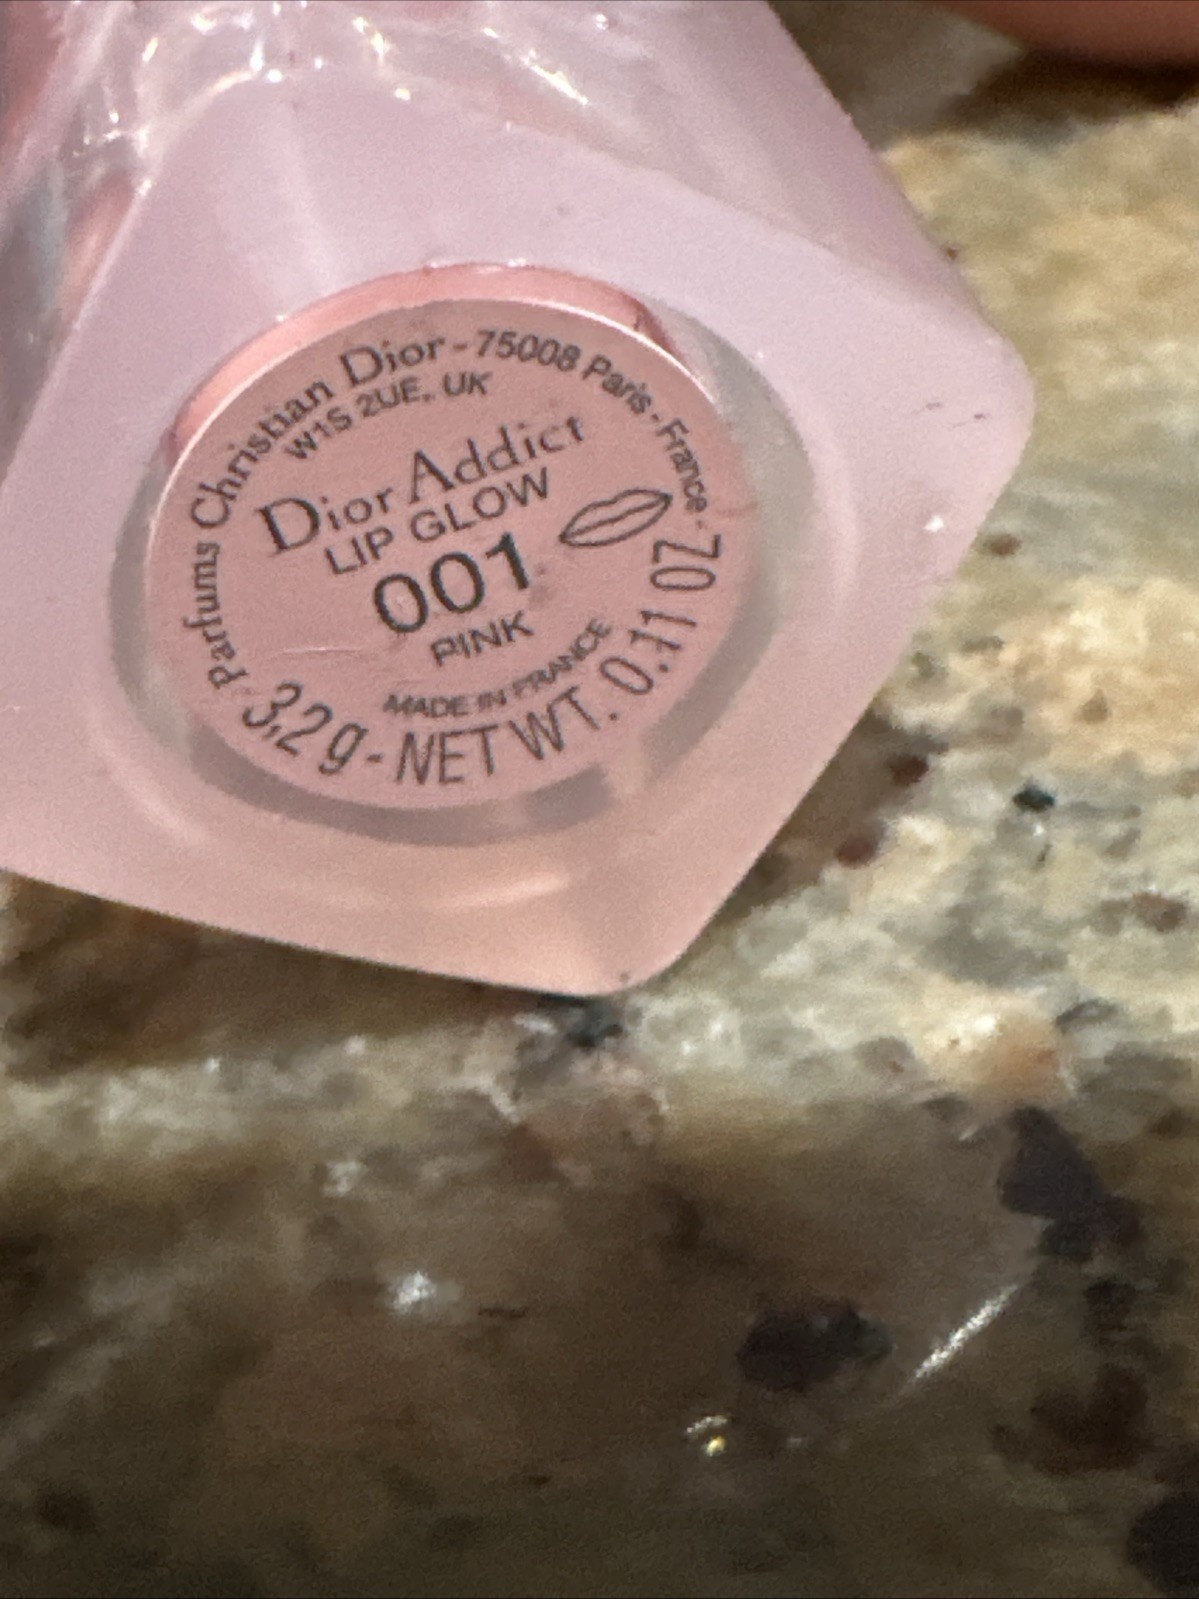 Parfums Christian Dior - 75008 Paris - France -
W1S 2UE, UK
Dior Addict
LIP GLOW
001
PINK
MADE IN FRANCE
3,2 g - NET WT. 0.11 OZ